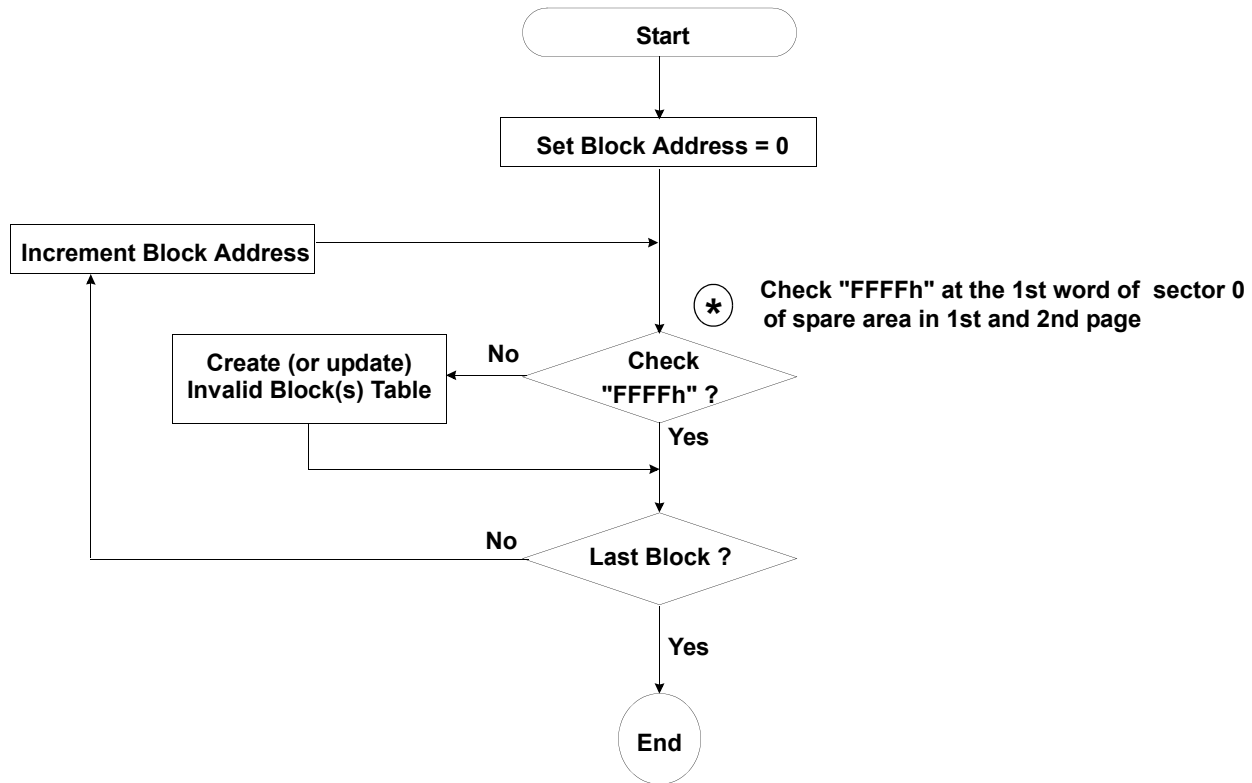 Start
Set Block Address = 0
Increment Block Address
*
Check "FFFFh" at the 1st word of sector 0
of spare area in 1st and 2nd page
Create (or update)
Invalid Block(s) Table
No
Check
"FFFFh" ?
Yes
No
Last Block ?
Yes
End